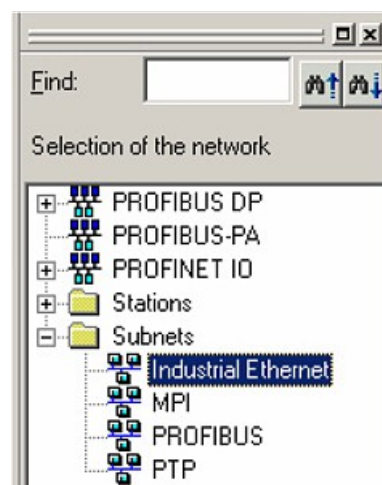 Find:
Selection of the network
PROFIBUS DP
PROFIBUS-PA
PROFINET IO
Stations
Subnets
Industrial Ethernet
MPI
PROFIBUS
PTP